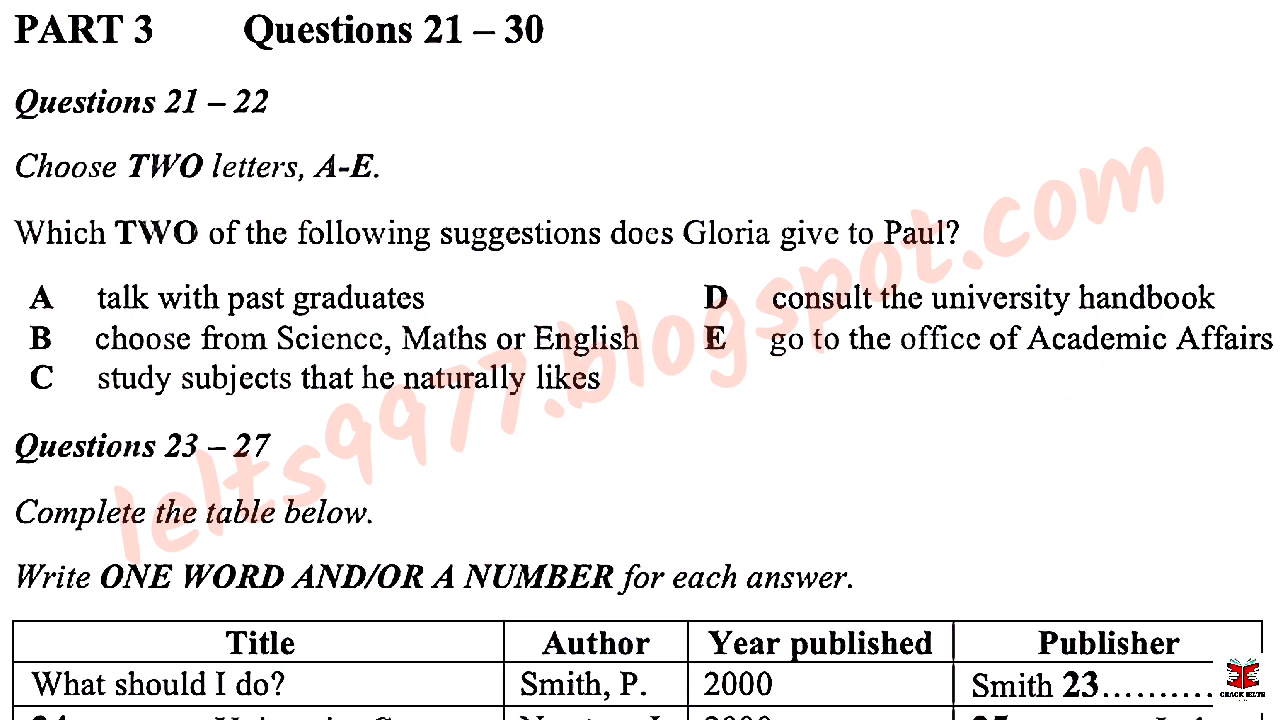 PART 3 Questions 21 – 30
Questions 21 – 22
Choose TWO letters, A-E.
Which TWO of the following suggestions does Gloria give to Paul?
A talk with past graduates
B choose from Science, Maths or English
C study subjects that he naturally likes
D consult the university handbook
E go to the office of Academic Affairs
Questions 23 – 27
Complete the table below.
Write ONE WORD AND/OR A NUMBER for each answer.
Title Author Year published Publisher
What should I do? Smith, P. 2000 Smith 23..........
Ielts9977.blogspot.com
CRACK IELTS